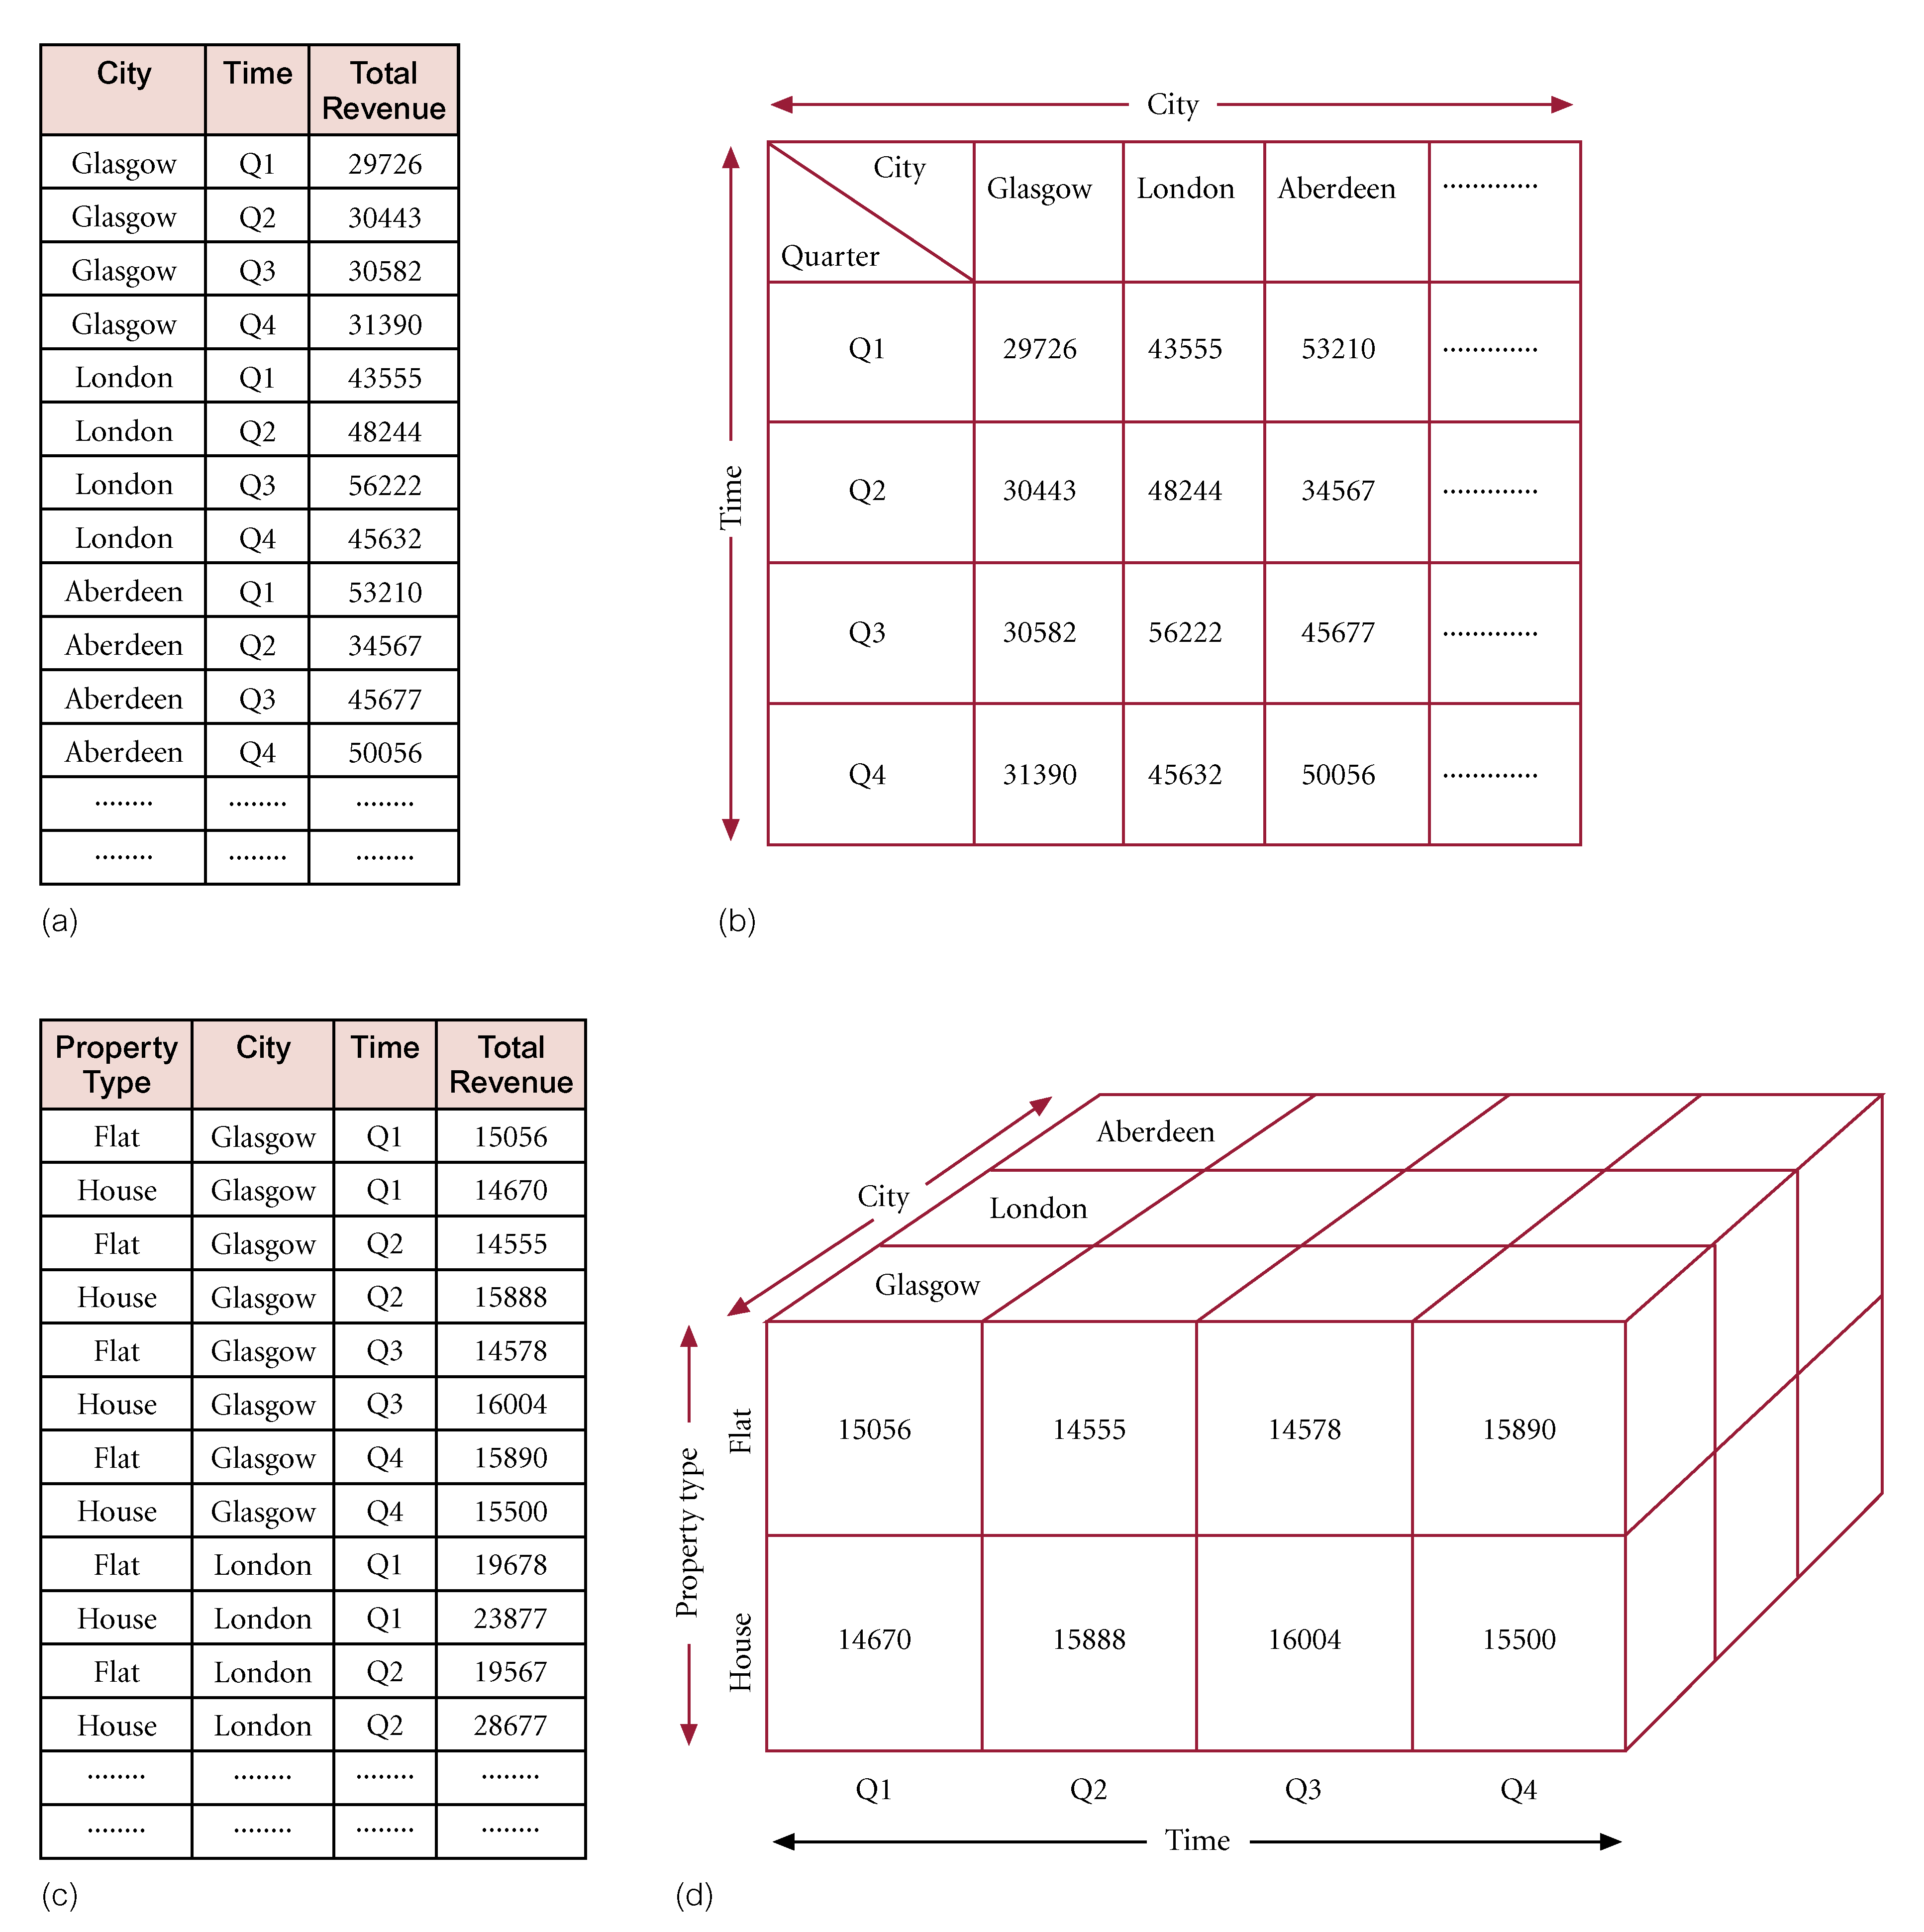 City Time Total Revenue
Glasgow Q1 29726
Glasgow Q2 30443
Glasgow Q3 30582
Glasgow Q4 31390
London Q1 43555
London Q2 48244
London Q3 56222
London Q4 45632
Aberdeen Q1 53210
Aberdeen Q2 34567
Aberdeen Q3 45677
Aberdeen Q4 50056
........ ........ ........
........ ........ ........
(a)
City
Time
City
Quarter
Glasgow London Aberdeen .............
Q1 29726 43555 53210 .............
Q2 30443 48244 34567 .............
Q3 30582 56222 45677 .............
Q4 31390 45632 50056 .............
(b)
Property Type City Time Total Revenue
Flat Glasgow Q1 15056
House Glasgow Q1 14670
Flat Glasgow Q2 14555
House Glasgow Q2 15888
Flat Glasgow Q3 14578
House Glasgow Q3 16004
Flat Glasgow Q4 15890
House Glasgow Q4 15500
Flat London Q1 19678
House London Q1 23877
Flat London Q2 19567
House London Q2 28677
........ ........ ........ ........
........ ........ ........ ........
(c)
City
Aberdeen
London
Glasgow
Property type
Flat 15056 14555 14578 15890
House 14670 15888 16004 15500
Q1 Q2 Q3 Q4
Time
(d)